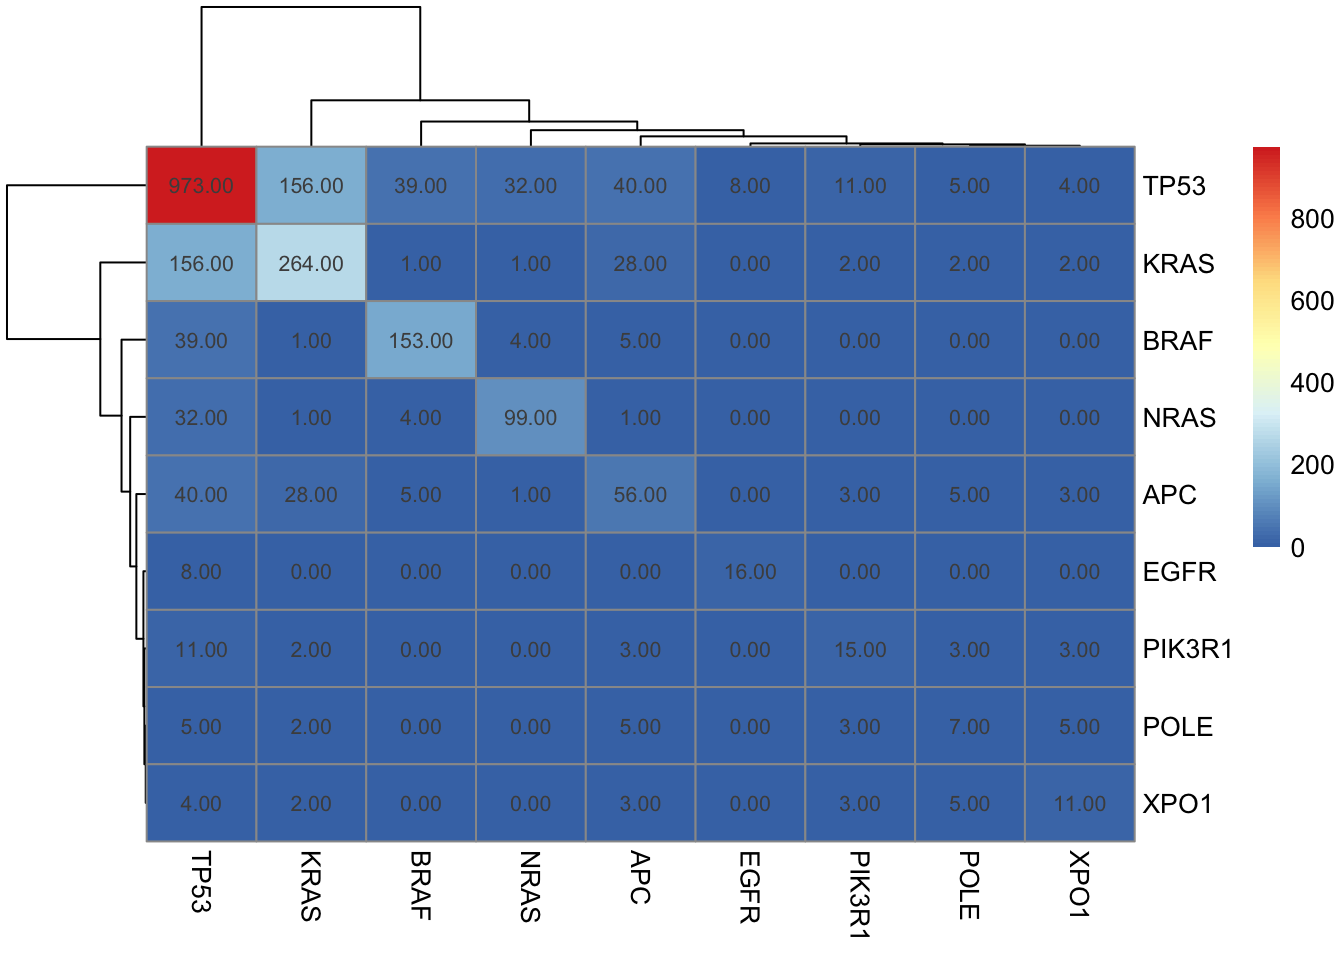 973.00 156.00 39.00 32.00 40.00 8.00 11.00 5.00 4.00 TP53
156.00 264.00 1.00 1.00 28.00 0.00 2.00 2.00 2.00 KRAS
39.00 1.00 153.00 4.00 5.00 0.00 0.00 0.00 0.00 BRAF
32.00 1.00 4.00 99.00 1.00 0.00 0.00 0.00 0.00 NRAS
40.00 28.00 5.00 1.00 56.00 0.00 3.00 5.00 3.00 APC
8.00 0.00 0.00 0.00 0.00 16.00 0.00 0.00 0.00 EGFR
11.00 2.00 0.00 0.00 3.00 0.00 15.00 3.00 3.00 PIK3R1
5.00 2.00 0.00 0.00 5.00 0.00 3.00 7.00 5.00 POLE
4.00 2.00 0.00 0.00 3.00 0.00 3.00 5.00 11.00 XPO1
TP53 KRAS BRAF NRAS APC EGFR PIK3R1 POLE XPO1
800
600
400
200
0